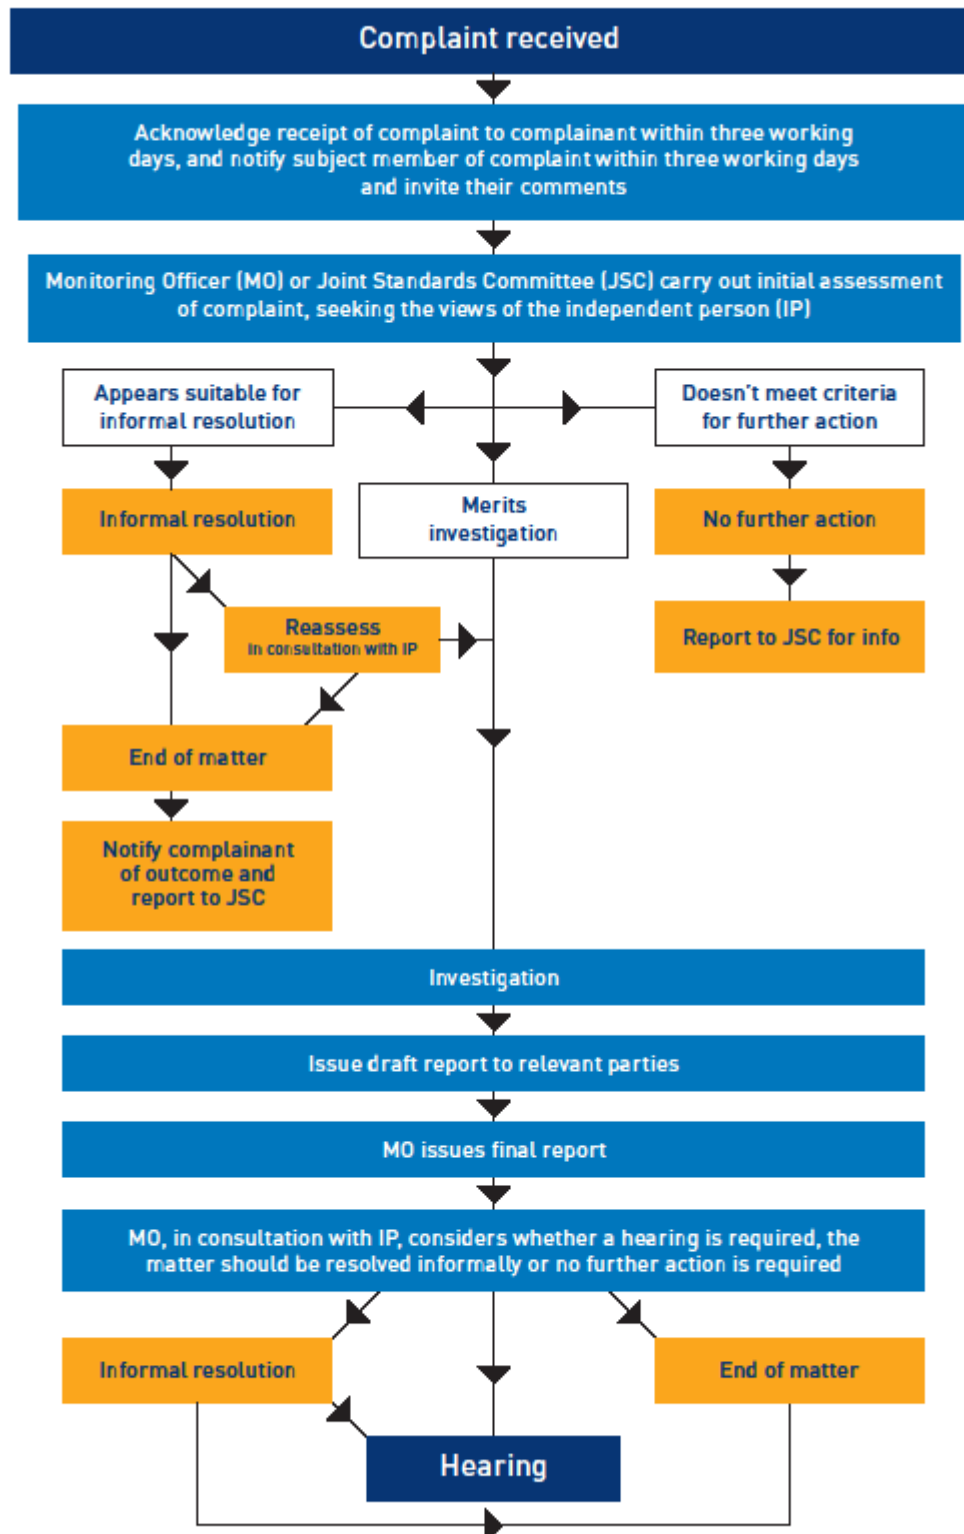 Complaint received
Acknowledge receipt of complaint to complainant within three working
days, and notify subject member of complaint within three working days
and invite their comments
Monitoring Officer (MO) or Joint Standards Committee (JSC) carry out initial assessment
of complaint, seeking the views of the independent person (IP)
Appears suitable for
informal resolution
Doesn't meet criteria
for further action
Merits
investigation
Informal resolution
No further action
Reassess
in consultation with IP
Report to JSC for info
End of matter
Notify complainant
of outcome and
report to JSC
Investigation
Issue draft report to relevant parties
MO issues final report
MO, in consultation with IP, considers whether a hearing is required, the
matter should be resolved informally or no further action is required
Informal resolution
End of matter
Hearing